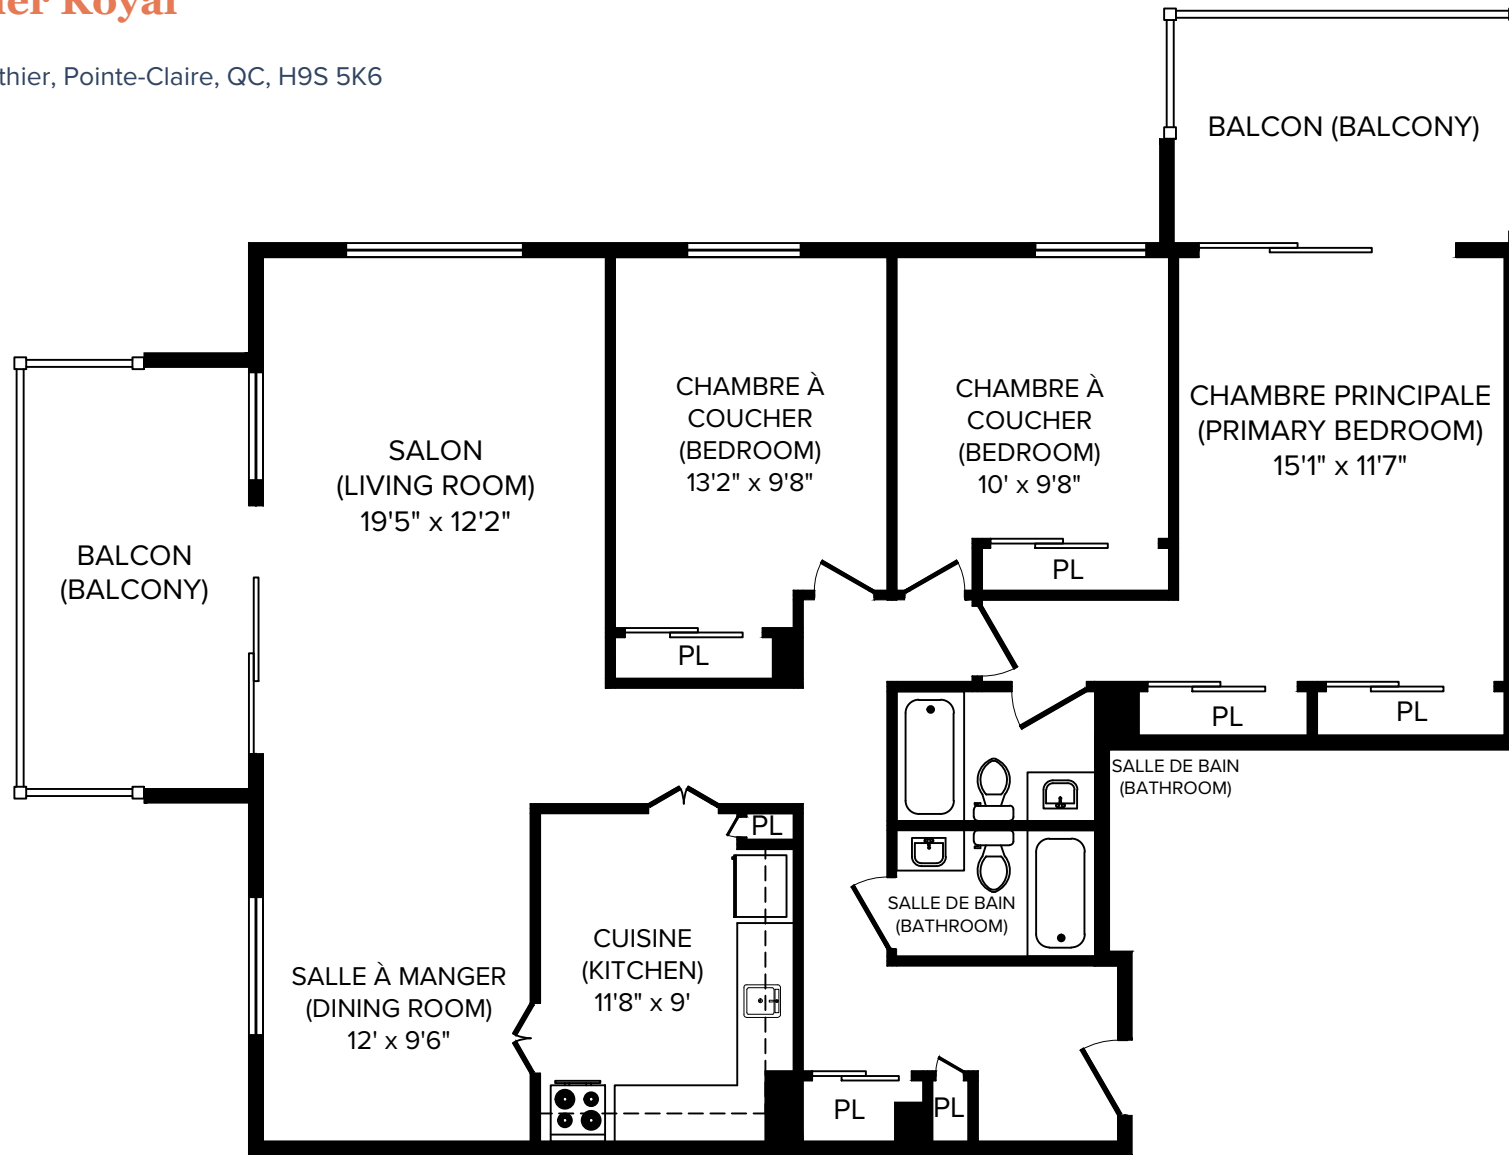 Royal
Pointe-Claire, QC, H9S 5K6
BALCON (BALCONY)
CHAMBRE À
COUCHER
(BEDROOM)
13'2" x 9'8"
CHAMBRE À
COUCHER
(BEDROOM)
10' x 9'8"
CHAMBRE PRINCIPALE
(PRIMARY BEDROOM)
15'1" x 11'7"
SALON
(LIVING ROOM)
19'5" x 12'2"
BALCON
(BALCONY)
PL
PL
PL
PL
SALLE DE BAIN
(BATHROOM)
PL
SALLE DE BAIN
(BATHROOM)
CUISINE
(KITCHEN)
11'8" x 9'
SALLE À MANGER
(DINING ROOM)
12' x 9'6"
PL
PL